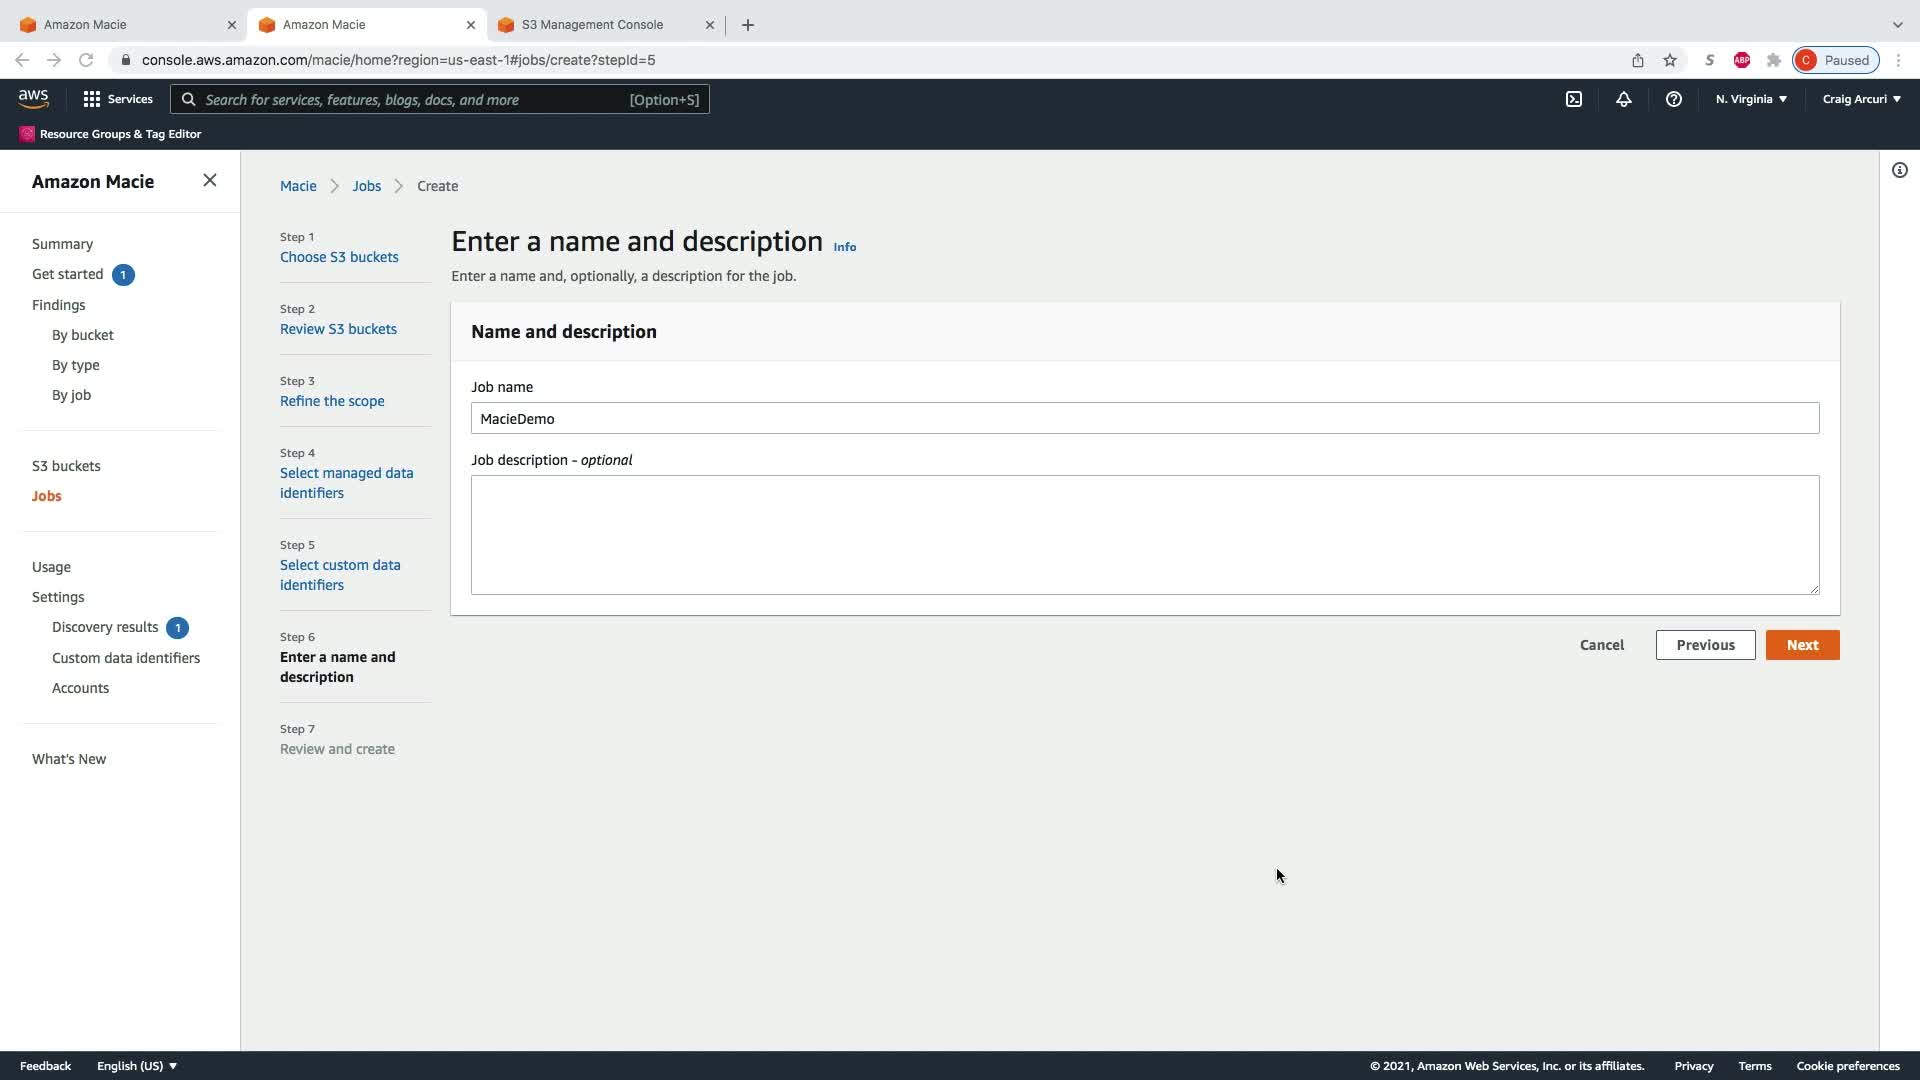 Amazon Macie
Amazon Macie
S3 Management Console
console.aws.amazon.com/macie/home?region=us-east-1#jobs/create?stepId=5
S
ABP
C
Paused
aws
Services
Search for services, features, blogs, docs, and more
[Option+S]
N. Virginia
Craig Arcuri
Resource Groups & Tag Editor
Amazon Macie
Summary
Get started 1
Findings
By bucket
By type
By job
S3 buckets
Jobs
Usage
Settings
Discovery results 1
Custom data identifiers
Accounts
What's New
Macie > Jobs > Create
Step 1
Choose S3 buckets
Step 2
Review S3 buckets
Step 3
Refine the scope
Step 4
Select managed data
identifiers
Step 5
Select custom data
identifiers
Step 6
Enter a name and
description
Step 7
Review and create
Enter a name and description Info
Enter a name and, optionally, a description for the job.
Name and description
Job name
MacieDemo
Job description - optional
Cancel
Previous
Next
Feedback
English (US)
© 2021, Amazon Web Services, Inc. or its affiliates.
Privacy
Terms
Cookie preferences